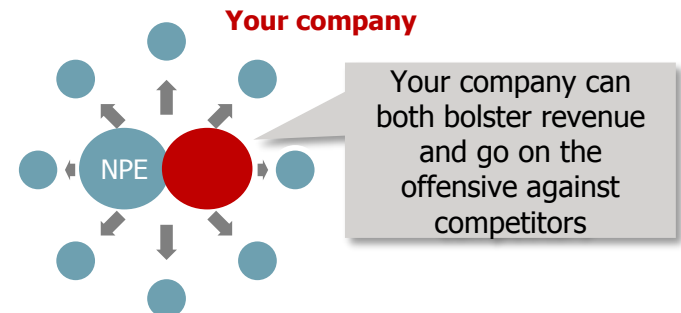 Your company
NPE
Your company can
both bolster revenue
and go on the
offensive against
competitors